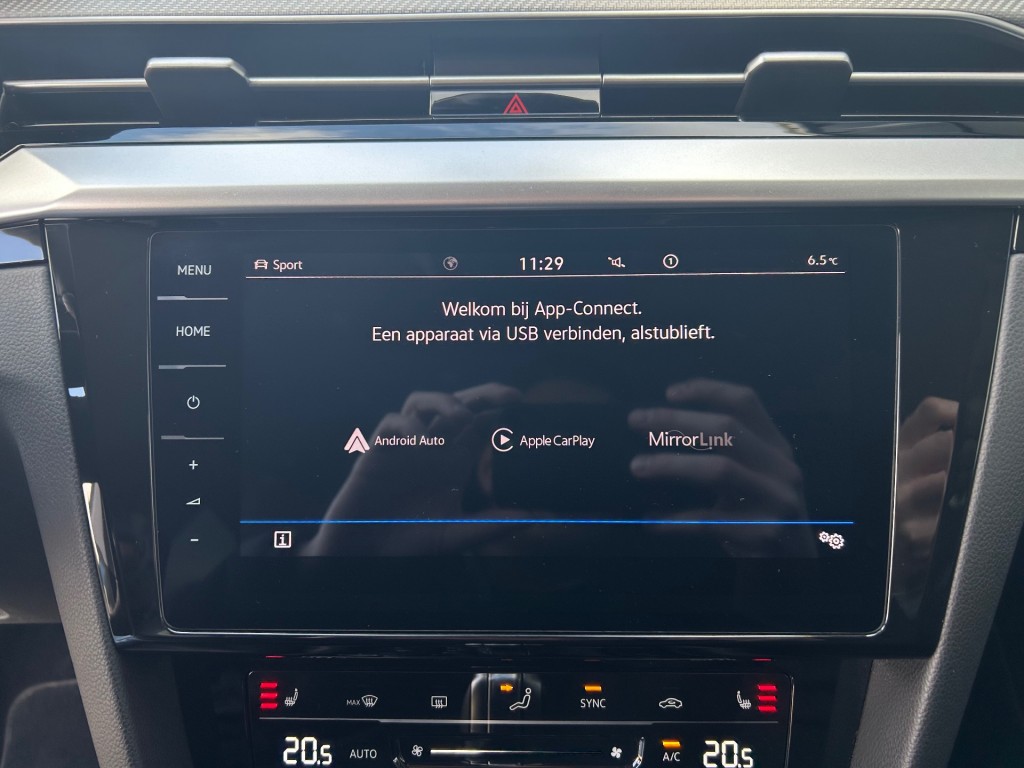 MENU
HOME
Sport
11:29
1
6.5°C
Welkom bij App-Connect.
Een apparaat via USB verbinden, alstublieft.
Android Auto
Apple CarPlay
MirrorLink
+
-
i
MAX
SYNC
20.5
AUTO
A/C
20.5